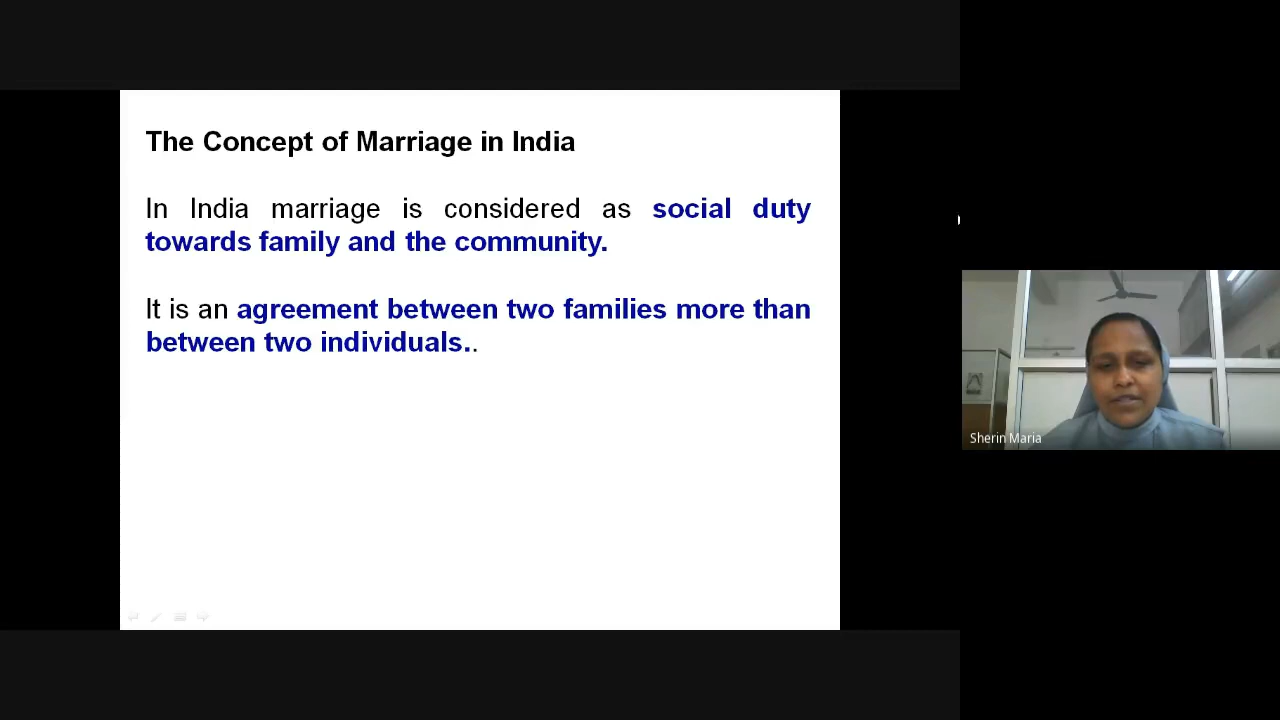 The Concept of Marriage in India
In India marriage is considered as social duty
towards family and the community.
It is an agreement between two families more than
between two individuals..
Sherin Maria